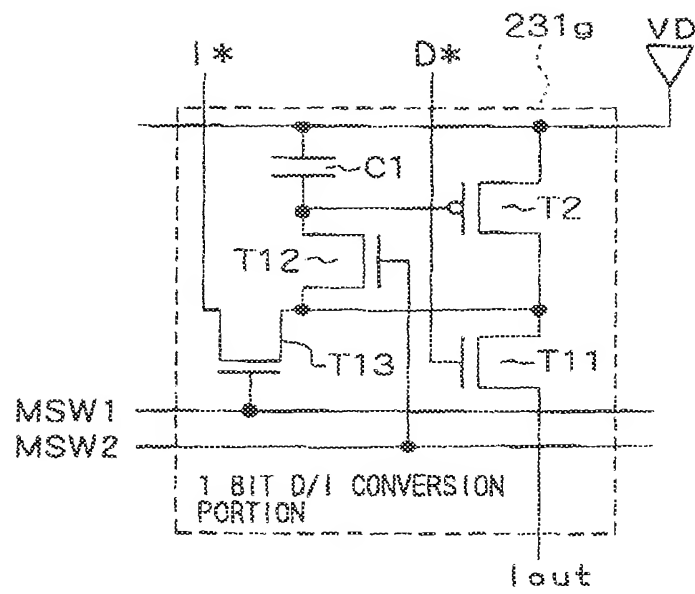 231g
VD
I*
D*
C1
T2
T12
T13
T11
MSW1
MSW2
1 BIT D/I CONVERSION
PORTION
Iout